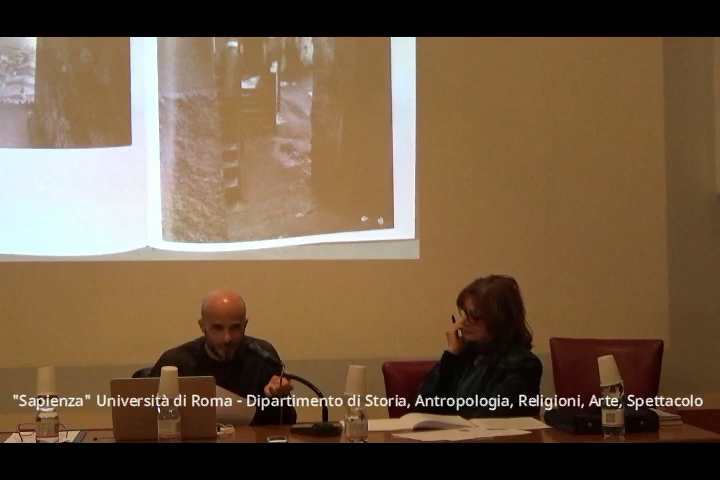 "Sapienza" Università di Roma - Dipartimento di Storia, Antropologia, Religioni, Arte, Spettacolo